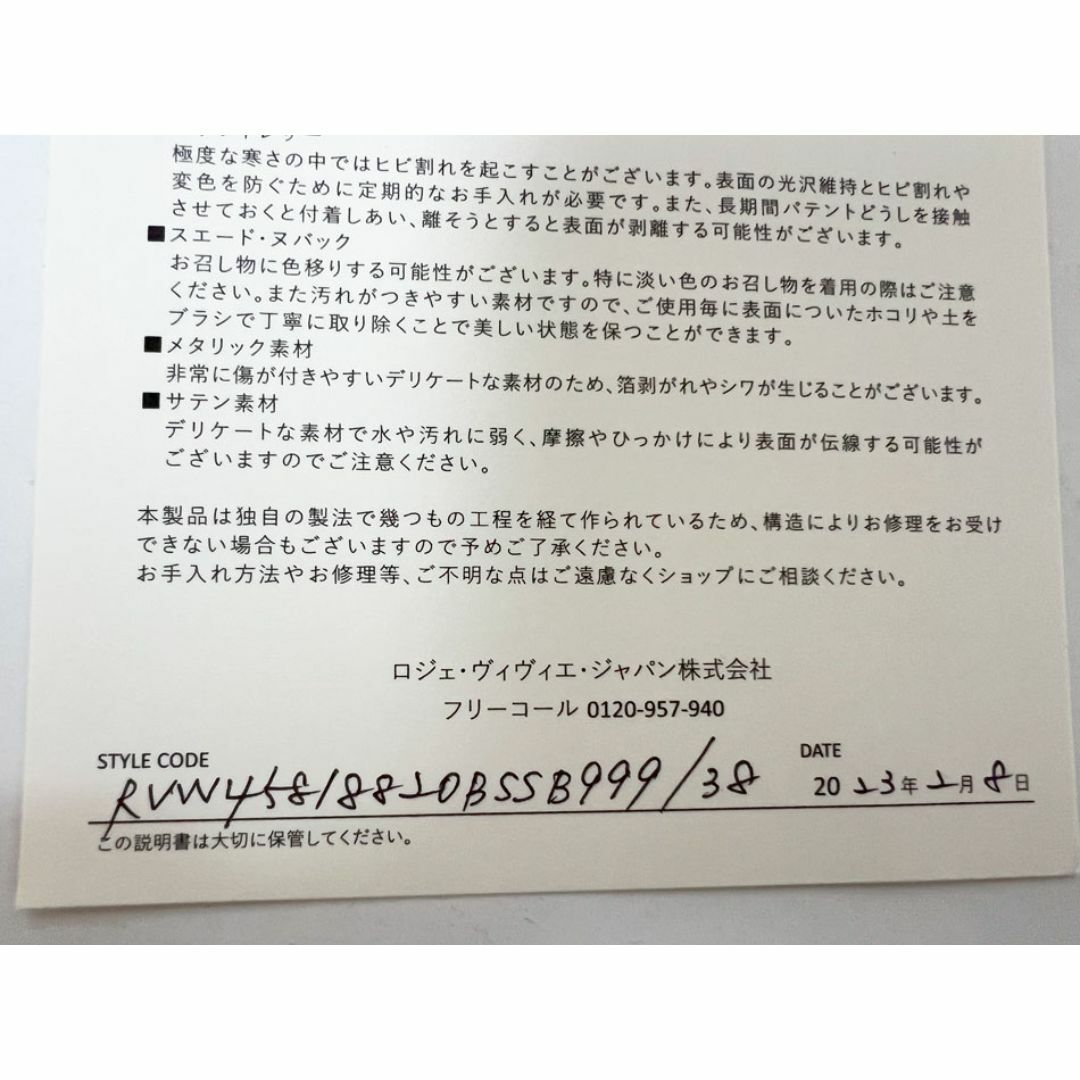 極度な寒さの中ではヒビ割れを起こすことがございます。表面の光沢維持とヒビ割れや
変色を防ぐために定期的なお手入れが必要です。また、長期間パテントどうしを接触
させておくと付着しあい、離そうとすると表面が剥離する可能性がございます。
■スエード・ヌバック
お召し物に色移りする可能性がございます。特に淡い色のお召し物を着用の際はご注意
ください。また汚れがつきやすい素材ですので、ご使用毎に表面についたホコリや土を
ブラシで丁寧に取り除くことで美しい状態を保つことができます。
■メタリック素材
非常に傷が付きやすいデリケートな素材のため、箔剥がれやシワが生じることがございます。
■サテン素材
デリケートな素材で水や汚れに弱く、摩擦やひっかけにより表面が伝線する可能性が
ございますのでご注意ください。
本製品は独自の製法で幾つもの工程を経て作られているため、構造によりお修理をお受け
できない場合もございますので予めご了承ください。
お手入れ方法やお修理等、ご不明な点はご遠慮なくショップにご相談ください。
ロジェ・ヴィヴィエ・ジャパン株式会社
フリーコール 0120-957-940
STYLE CODE DATE
RVW45818820BSSB999/38 2023年2月8日
この説明書は大切に保管してください。